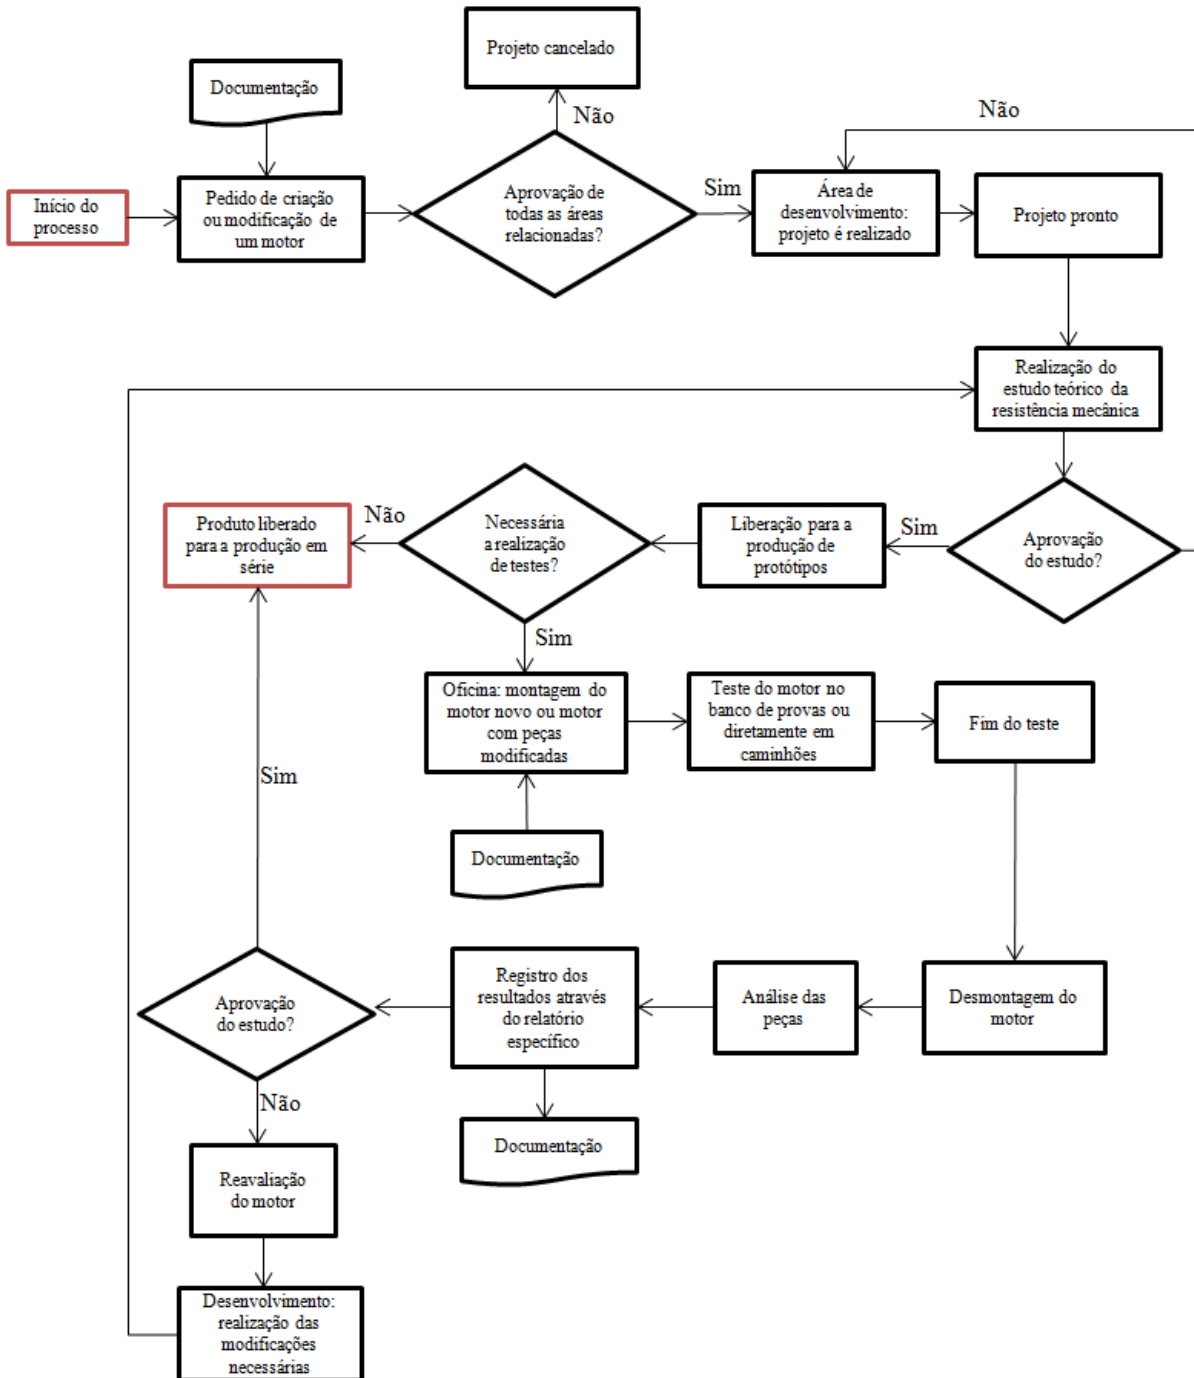 Projeto cancelado
Documentação
Não
Não
Início do
processo
Pedido de criação
ou modificação de
um motor
Aprovação de
todas as áreas
relacionadas?
Sim
Área de
desenvolvimento:
projeto é realizado
Projeto pronto
Realização do
estudo teórico da
resistência mecânica
Produto liberado
para a produção em
série
Não
Necessária
a realização
de testes?
Liberação para a
produção de
protótipos
Sim
Aprovação
do estudo?
Sim
Oficina: montagem do
motor novo ou motor
com peças
modificadas
Teste do motor no
banco de provas ou
diretamente em
caminhões
Fim do teste
Sim
Documentação
Aprovação
do estudo?
Registro dos
resultados através
do relatório
específico
Análise das
peças
Desmontagem do
motor
Não
Documentação
Reavaliação
do motor
Desenvolvimento:
realização das
modificações
necessárias